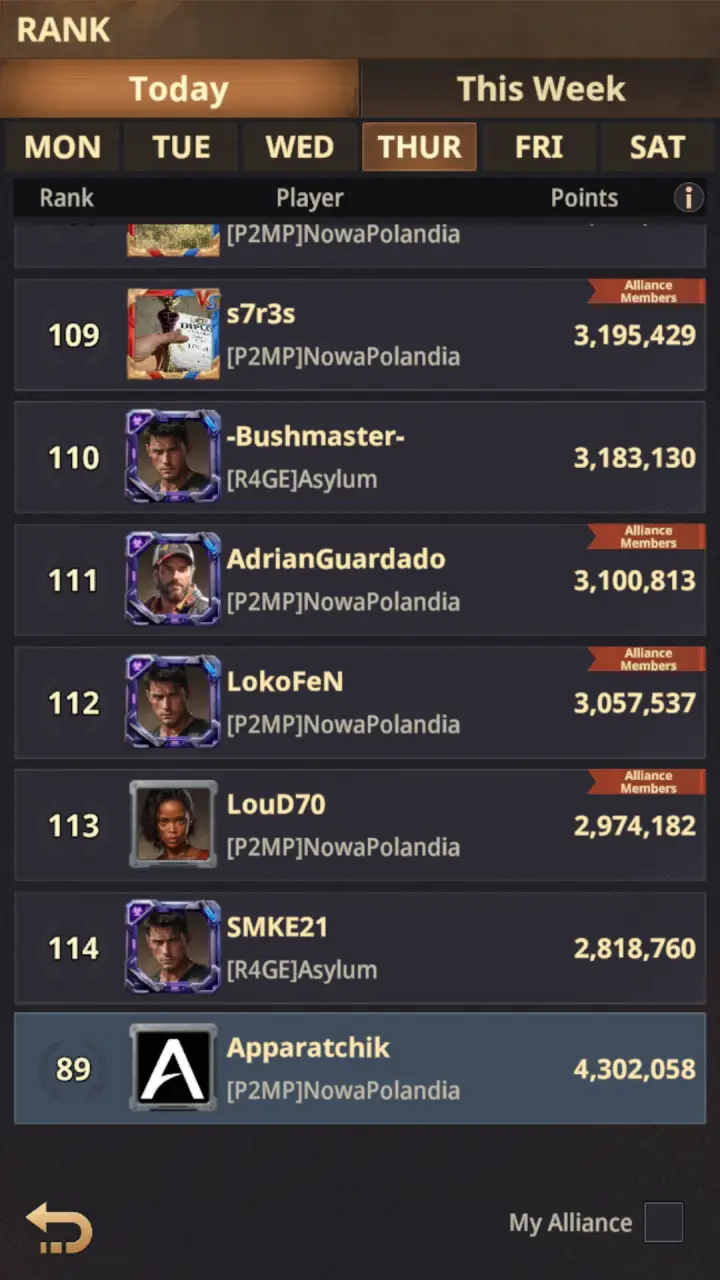 RANK
Today
This Week
MON TUE WED THUR FRI SAT
Rank Player Points i
[P2MP]NowaPolandia
Alliance
Members
109 s7r3s 3,195,429
[P2MP]NowaPolandia
110 -Bushmaster- 3,183,130
[R4GE]Asylum
Alliance
Members
111 AdrianGuardado 3,100,813
[P2MP]NowaPolandia
Alliance
Members
112 LokoFeN 3,057,537
[P2MP]NowaPolandia
Alliance
Members
113 LouD70 2,974,182
[P2MP]NowaPolandia
114 SMKE21 2,818,760
[R4GE]Asylum
89 Apparatchik 4,302,058
[P2MP]NowaPolandia
My Alliance